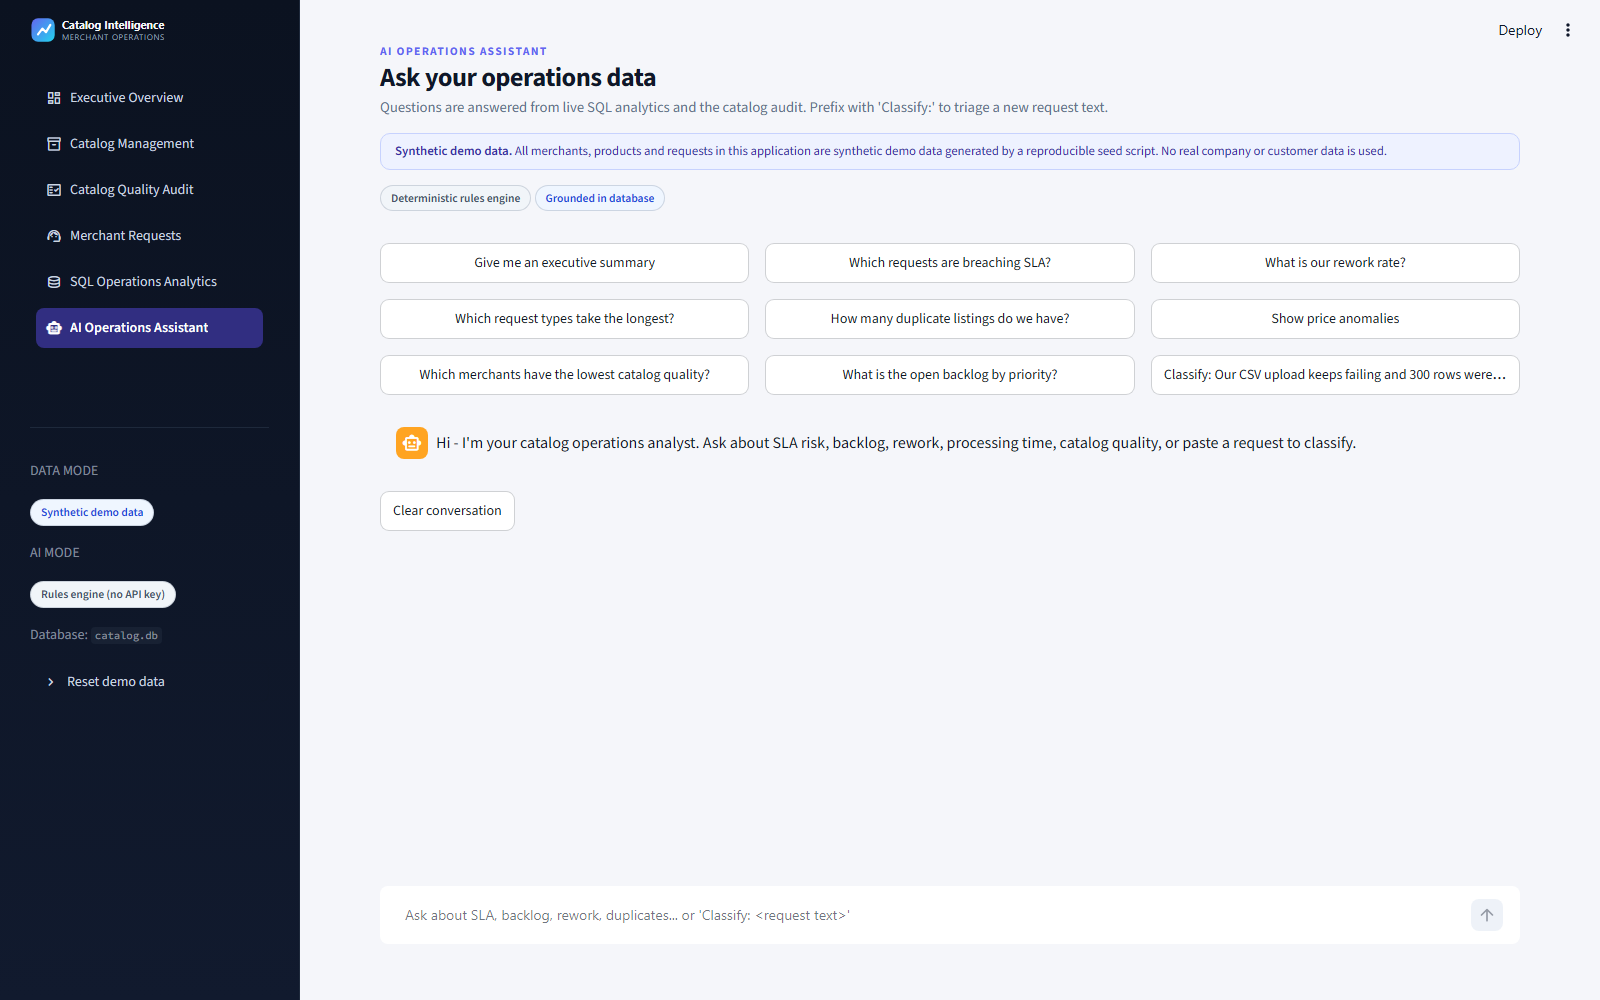 Catalog Intelligence
MERCHANT OPERATIONS
Executive Overview
Catalog Management
Catalog Quality Audit
Merchant Requests
SQL Operations Analytics
AI Operations Assistant
DATA MODE
Synthetic demo data
AI MODE
Rules engine (no API key)
Database: catalog.db
Reset demo data
Deploy
AI OPERATIONS ASSISTANT
Ask your operations data
Questions are answered from live SQL analytics and the catalog audit. Prefix with 'Classify:' to triage a new request text.
Synthetic demo data. All merchants, products and requests in this application are synthetic demo data generated by a reproducible seed script. No real company or customer data is used.
Deterministic rules engine
Grounded in database
Give me an executive summary
Which requests are breaching SLA?
What is our rework rate?
Which request types take the longest?
How many duplicate listings do we have?
Show price anomalies
Which merchants have the lowest catalog quality?
What is the open backlog by priority?
Classify: Our CSV upload keeps failing and 300 rows were...
Hi - I'm your catalog operations analyst. Ask about SLA risk, backlog, rework, processing time, catalog quality, or paste a request to classify.
Clear conversation
Ask about SLA, backlog, rework, duplicates... or 'Classify: <request text>'